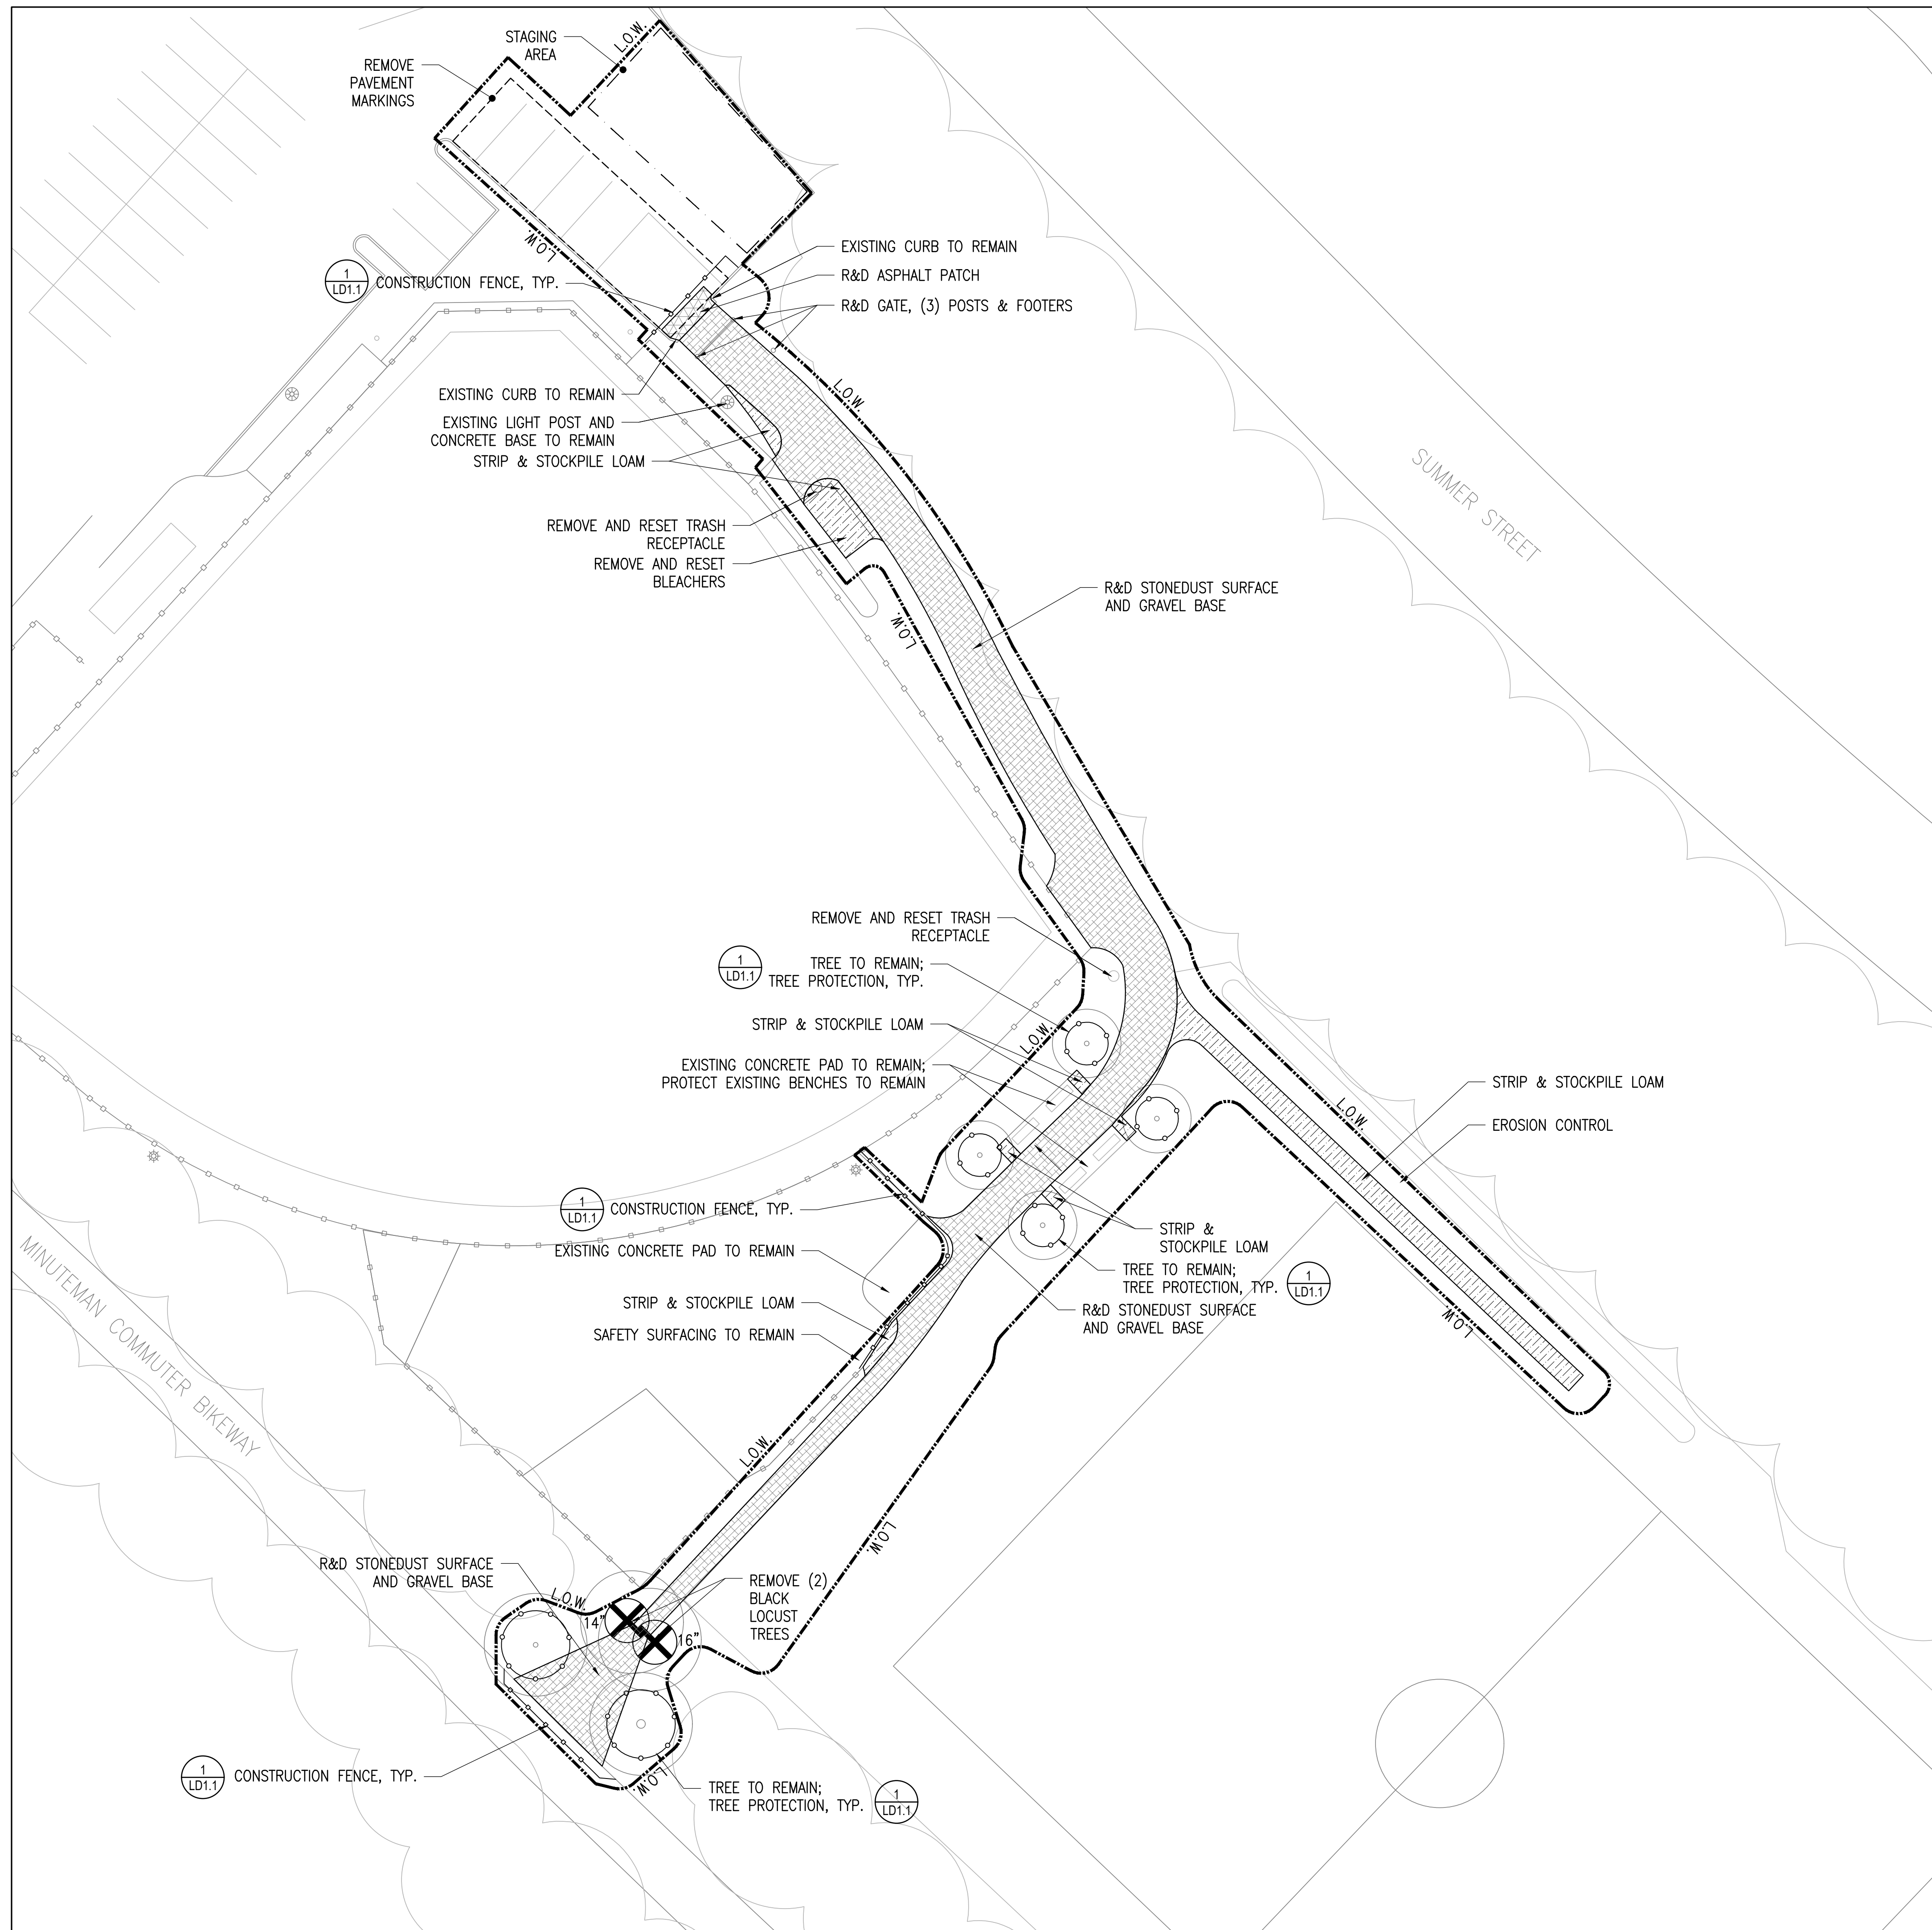 STAGING
AREA
L.O.W.
REMOVE
PAVEMENT
MARKINGS
L.O.W.
EXISTING CURB TO REMAIN
R&D ASPHALT PATCH
R&D GATE, (3) POSTS & FOOTERS
1
LD1.1
CONSTRUCTION FENCE, TYP.
L.O.W.
EXISTING CURB TO REMAIN
EXISTING LIGHT POST AND
CONCRETE BASE TO REMAIN
STRIP & STOCKPILE LOAM
SUMMER STREET
REMOVE AND RESET TRASH
RECEPTACLE
REMOVE AND RESET
BLEACHERS
R&D STONEDUST SURFACE
AND GRAVEL BASE
L.O.W.
REMOVE AND RESET TRASH
RECEPTACLE
1
LD1.1
TREE TO REMAIN;
TREE PROTECTION, TYP.
STRIP & STOCKPILE LOAM
L.O.W.
EXISTING CONCRETE PAD TO REMAIN;
PROTECT EXISTING BENCHES TO REMAIN
STRIP & STOCKPILE LOAM
L.O.W.
EROSION CONTROL
1
LD1.1
CONSTRUCTION FENCE, TYP.
STRIP &
STOCKPILE LOAM
EXISTING CONCRETE PAD TO REMAIN
TREE TO REMAIN;
TREE PROTECTION, TYP.
1
LD1.1
STRIP & STOCKPILE LOAM
R&D STONEDUST SURFACE
AND GRAVEL BASE
L.O.W.
SAFETY SURFACING TO REMAIN
MINUTEMAN COMMUTER BIKEWAY
L.O.W.
L.O.W.
R&D STONEDUST SURFACE
AND GRAVEL BASE
L.O.W.
14"
16"
REMOVE (2)
BLACK
LOCUST
TREES
1
LD1.1
CONSTRUCTION FENCE, TYP.
L.O.W.
TREE TO REMAIN;
TREE PROTECTION, TYP.
1
LD1.1